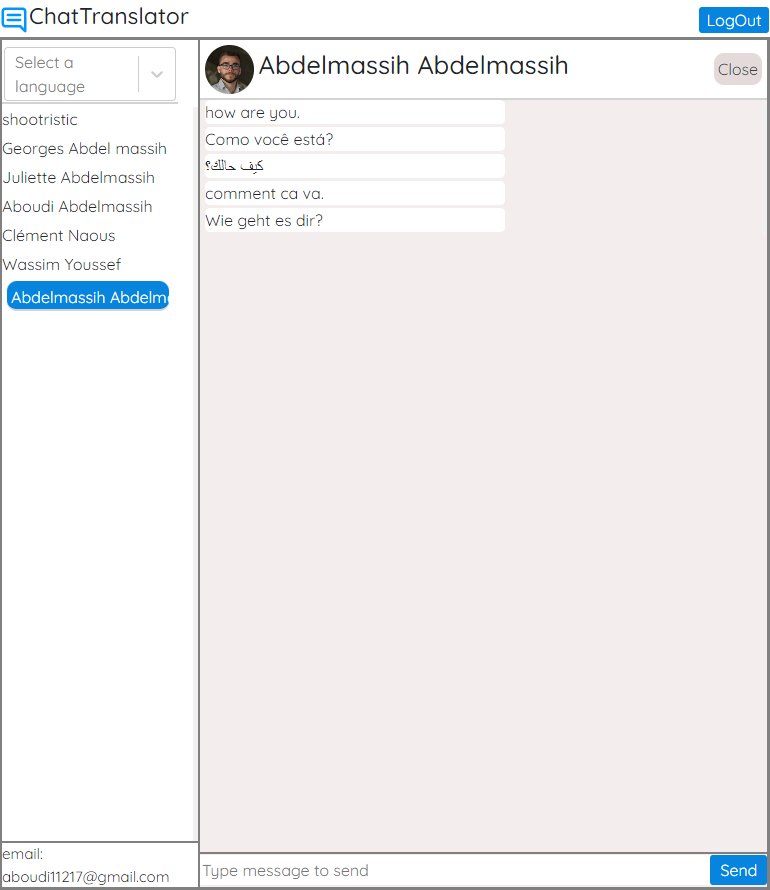 ChatTranslator
LogOut
Select a
language
shootristic
Georges Abdel massih
Juliette Abdelmassih
Aboudi Abdelmassih
Clément Naous
Wassim Youssef
Abdelmassih Abdelm
email:
aboudi11217@gmail.com
Abdelmassih Abdelmassih
Close
how are you.
Como você está?
كيف حالك؟
comment ca va.
Wie geht es dir?
Type message to send
Send